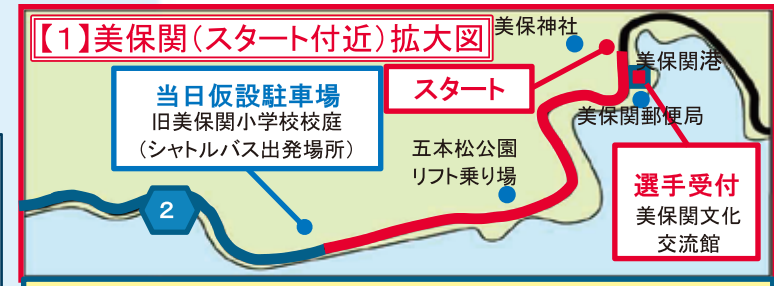 【1】美保関(スタート付近)拡大図
美保神社
美保関港
当日仮設駐車場
旧美保関小学校校庭
(シャトルバス出発場所)
スタート
美保関郵便局
五本松公園
リフト乗り場
選手受付
美保関文化
交流館
2